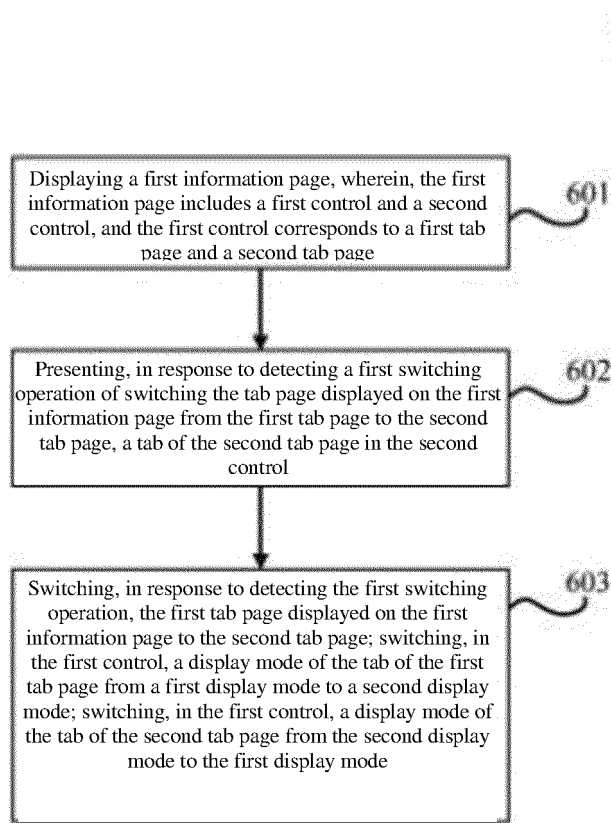 Displaying a first information page, wherein, the first
information page includes a first control and a second
control, and the first control corresponds to a first tab
page and a second tab page
601
Presenting, in response to detecting a first switching
operation of switching the tab page displayed on the first
information page from the first tab page to the second
tab page, a tab of the second tab page in the second
control
602
Switching, in response to detecting the first switching
operation, the first tab page displayed on the first
information page to the second tab page; switching, in
the first control, a display mode of the tab of the first
tab page from a first display mode to a second display
mode; switching, in the first control, a display mode of
the tab of the second tab page from the second display
mode to the first display mode
603